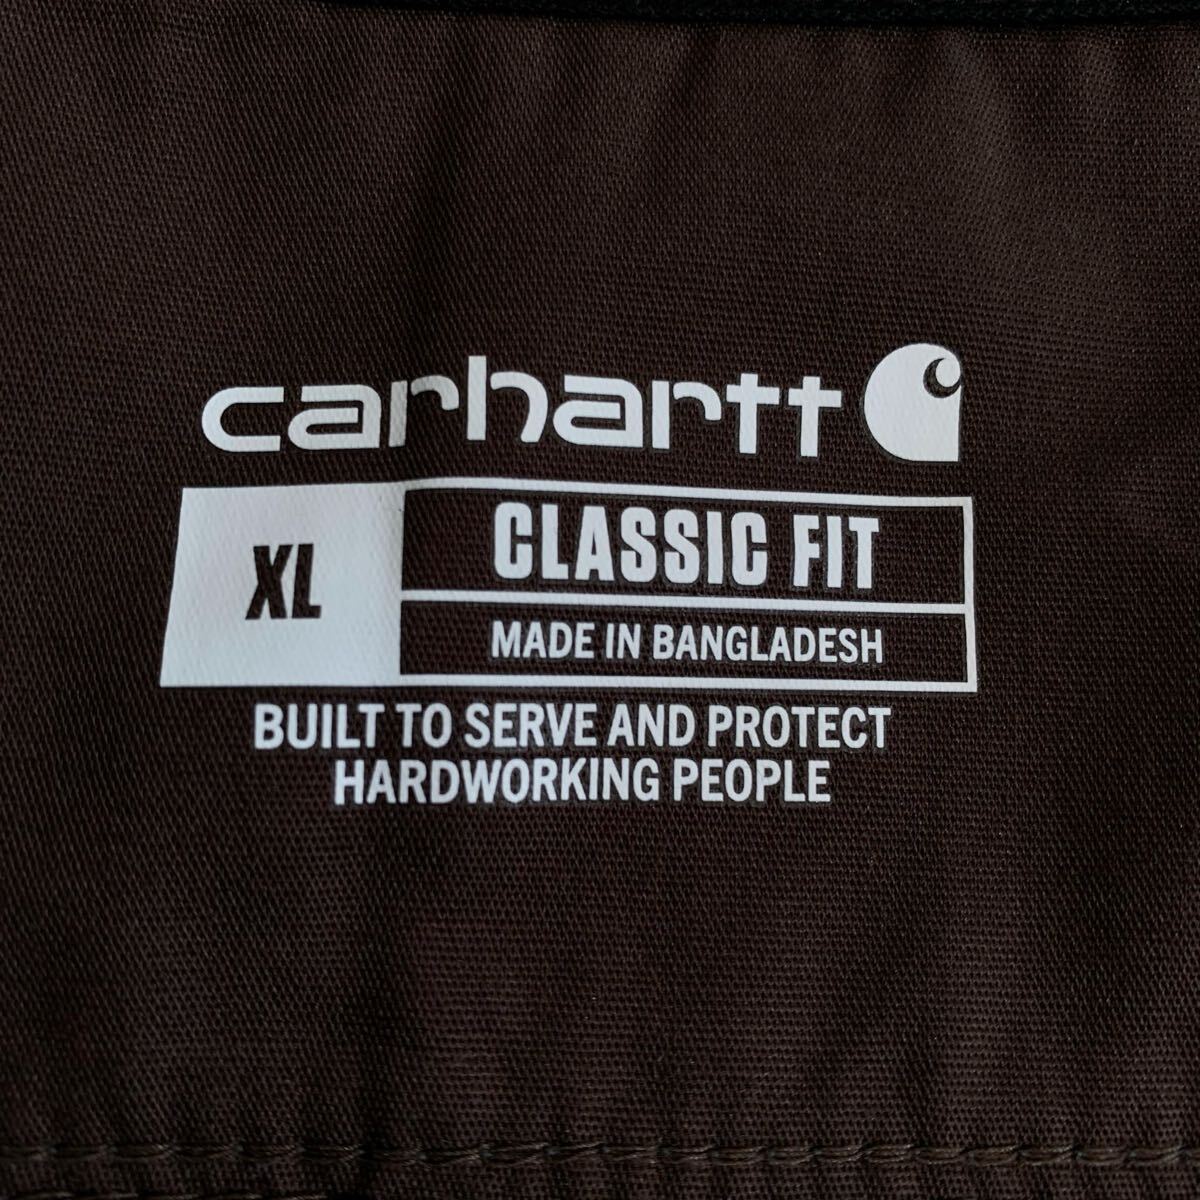 carhartt
XL
CLASSIC FIT
MADE IN BANGLADESH
BUILT TO SERVE AND PROTECT
HARDWORKING PEOPLE